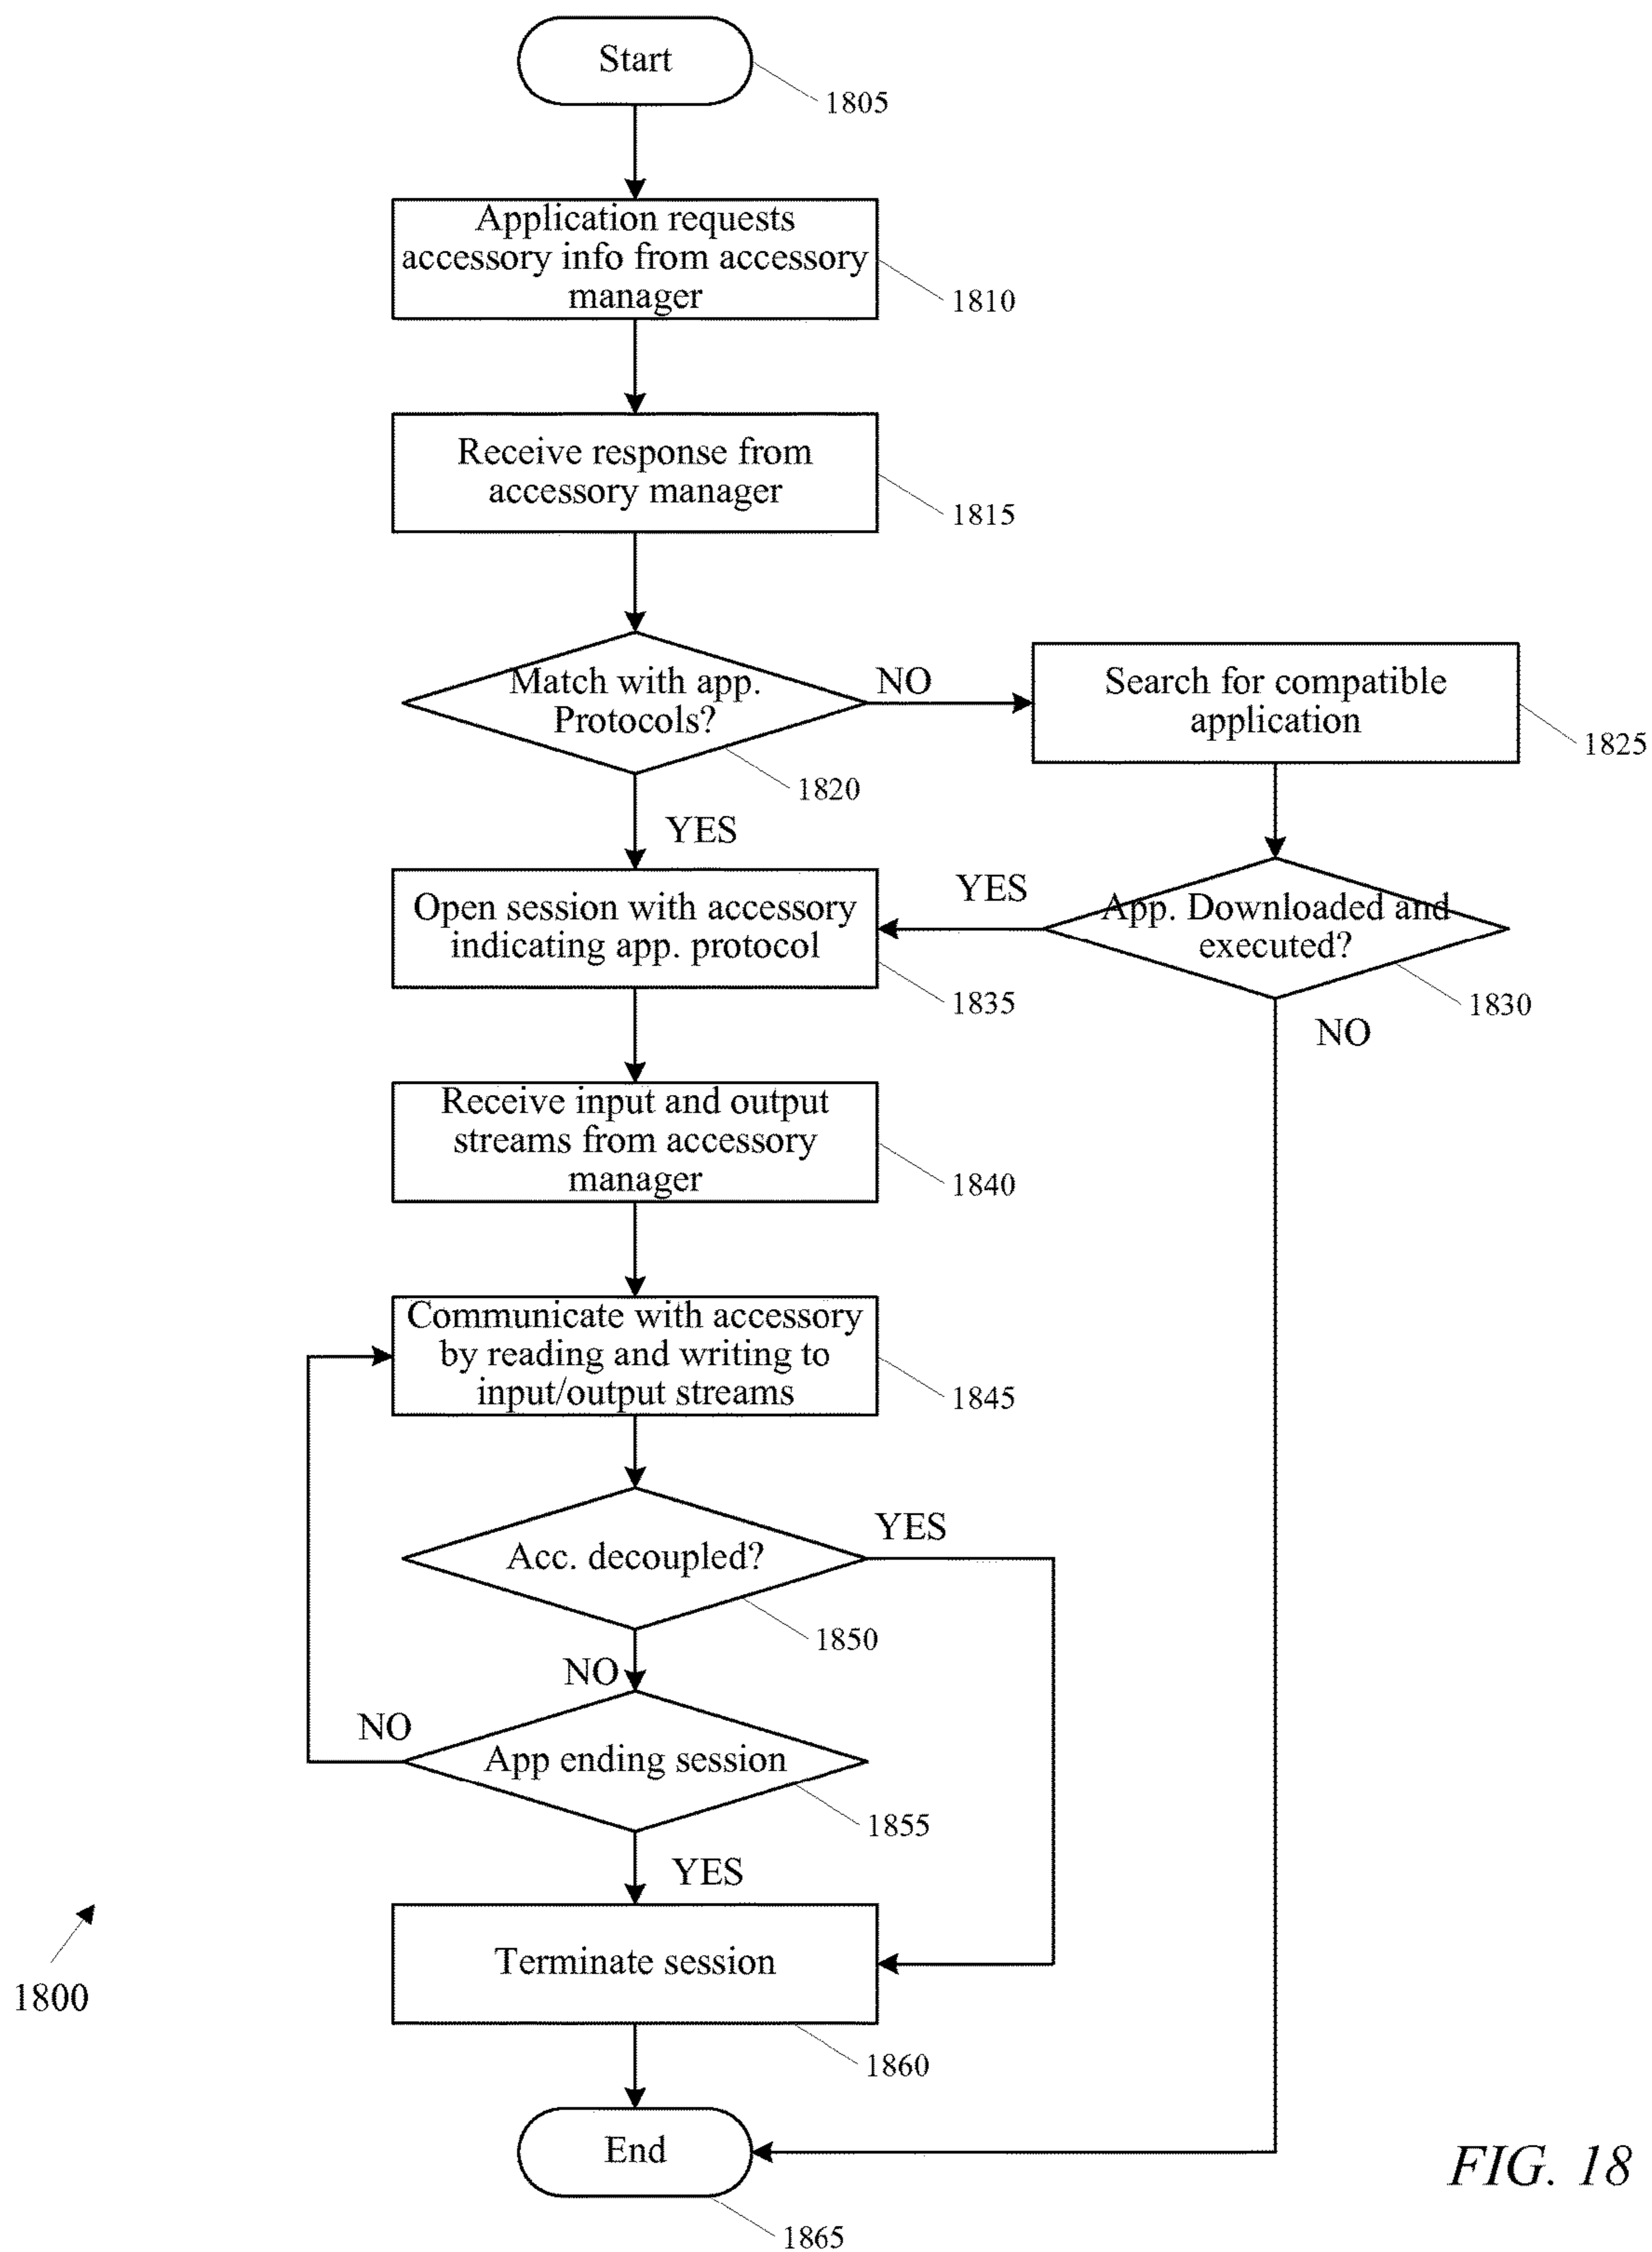 Start
1805
Application requests
accessory info from accessory
manager
1810
Receive response from
accessory manager
1815
Match with app.
Protocols?
1820
NO
Search for compatible
application
1825
YES
App. Downloaded and
executed?
1830
YES
NO
Open session with accessory
indicating app. protocol
1835
Receive input and output
streams from accessory
manager
1840
Communicate with accessory
by reading and writing to
input/output streams
1845
Acc. decoupled?
YES
1850
NO
App ending session
NO
1855
YES
Terminate session
1860
End
1865
1800
FIG. 18